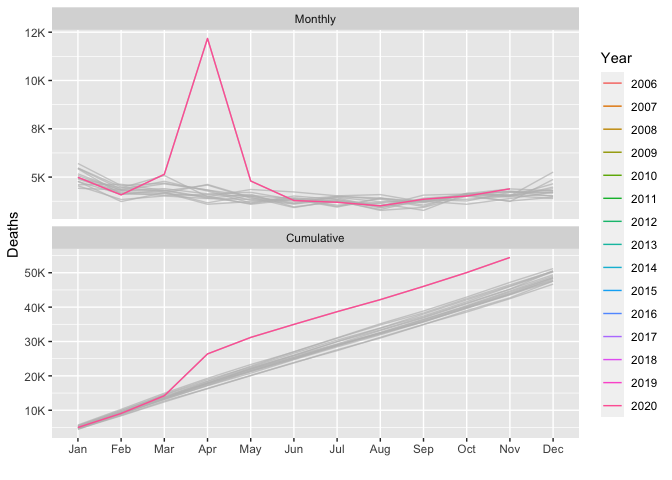 Monthly
12K
10K
8K
5K
Deaths
Cumulative
50K
40K
30K
20K
10K
Jan Feb Mar Apr May Jun Jul Aug Sep Oct Nov Dec
Year
2006
2007
2008
2009
2010
2011
2012
2013
2014
2015
2016
2017
2018
2019
2020